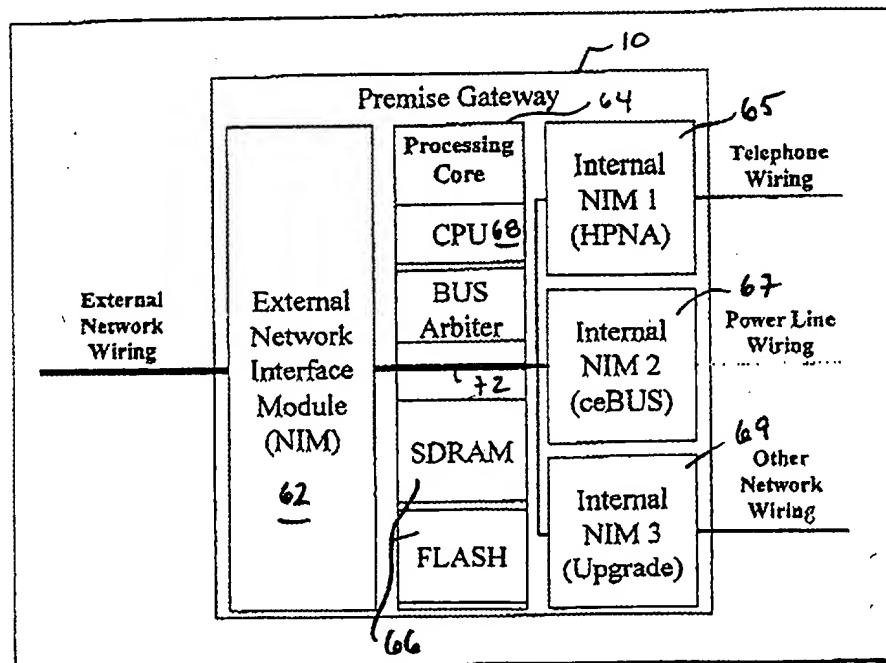 10
Premise Gateway
64
65
67
69
External
Network
Wiring
External
Network
Interface
Module
(NIM)
62
Processing
Core
CPU 68
BUS
Arbiter
72
SDRAM
FLASH
66
Internal
NIM 1
(HPNA)
Internal
NIM 2
(ceBUS)
Internal
NIM 3
(Upgrade)
Telephone
Wiring
Power Line
Wiring
Other
Network
Wiring